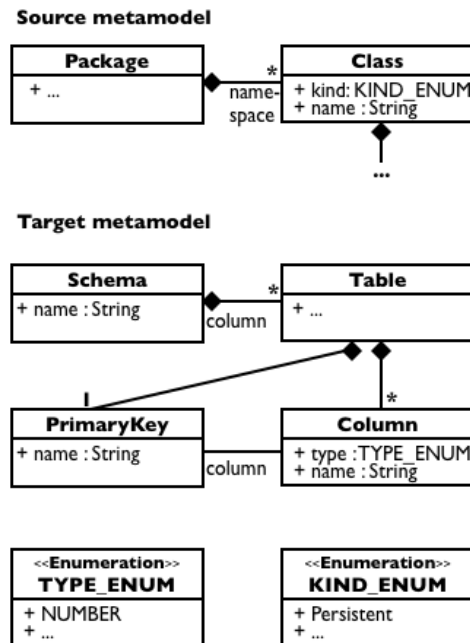 Source metamodel
Package
+ ...
*
name-
space
Class
+ kind: KIND_ENUM
+ name : String
...
Target metamodel
Schema
+ name : String
*
column
Table
+ ...
1
*
PrimaryKey
+ name : String
column
Column
+ type :TYPE_ENUM
+ name : String
<<Enumeration>>
TYPE_ENUM
+ NUMBER
+ ...
<<Enumeration>>
KIND_ENUM
+ Persistent
+ ...